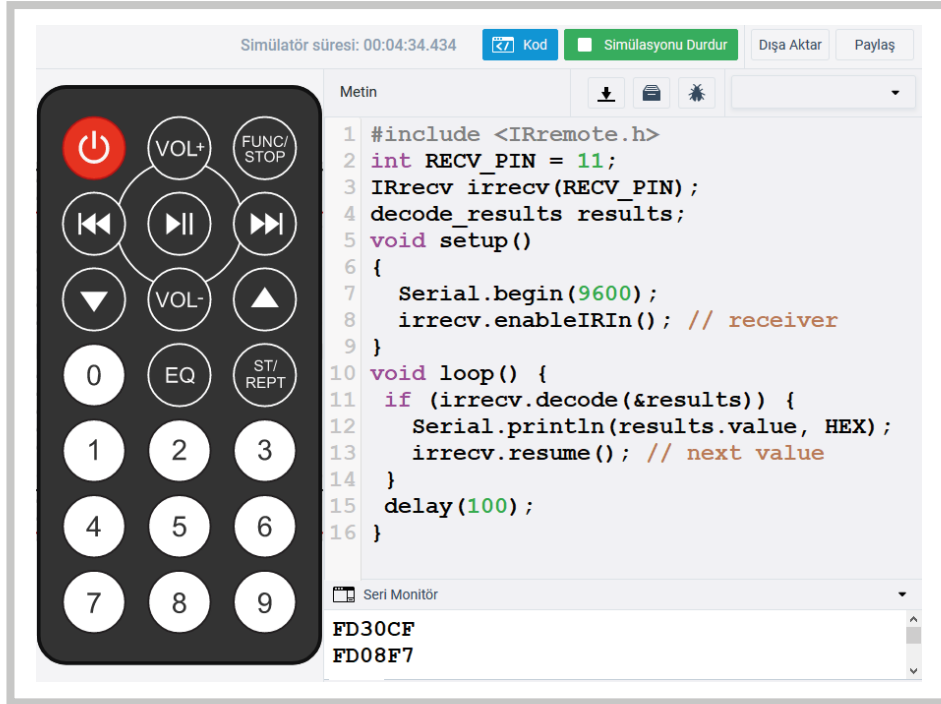 Simülatör süresi: 00:04:34.434 Kod Simülasyonu Durdur Dışa Aktar Paylaş
Metin
VOL+ FUNC/
STOP
VOL-
0 EQ ST/
REPT
1 2 3
4 5 6
7 8 9
1 #include <IRremote.h>
2 int RECV_PIN = 11;
3 IRrecv irrecv(RECV_PIN);
4 decode_results results;
5 void setup()
6 {
7 Serial.begin(9600);
8 irrecv.enableIRIn(); // receiver
9 }
10 void loop() {
11 if (irrecv.decode(&results)) {
12 Serial.println(results.value, HEX);
13 irrecv.resume(); // next value
14 }
15 delay(100);
16 }
Seri Monitör
FD30CF
FD08F7